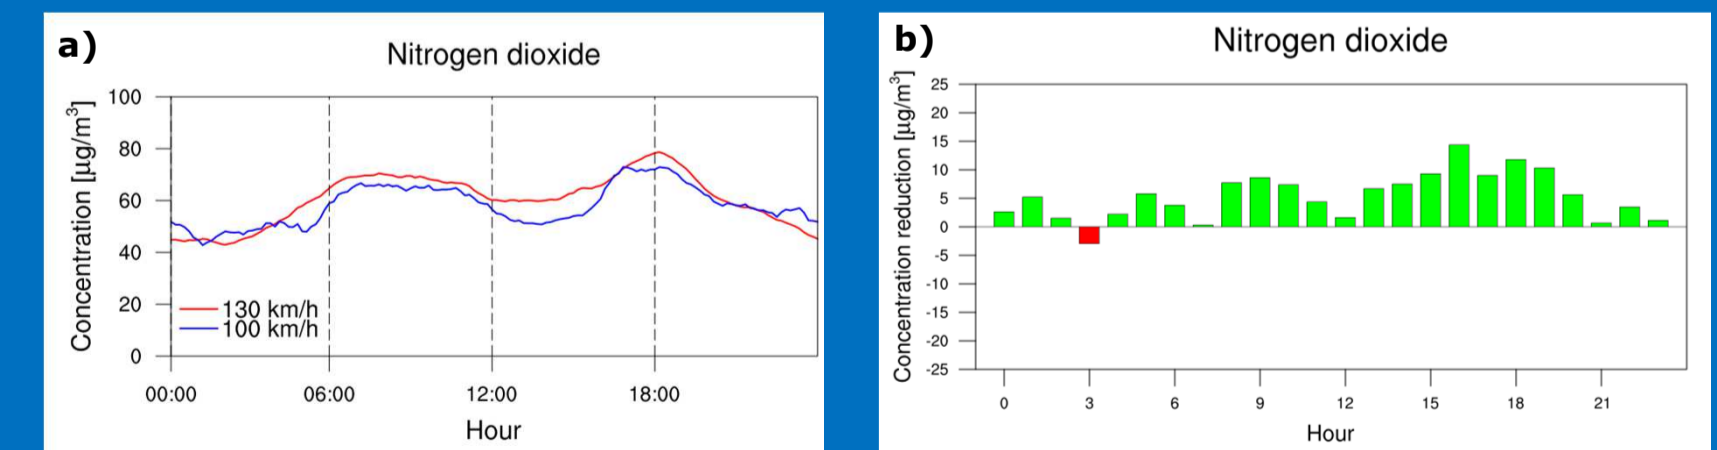 a)
Nitrogen dioxide
Concentration [µg/m³]
100
80
60
40
20
0
130 km/h
100 km/h
00:00 06:00 12:00 18:00
Hour
b)
Nitrogen dioxide
Concentration reduction [µg/m³]
25
20
15
10
5
0
-5
-10
-15
-20
-25
0 3 6 9 12 15 18 21
Hour